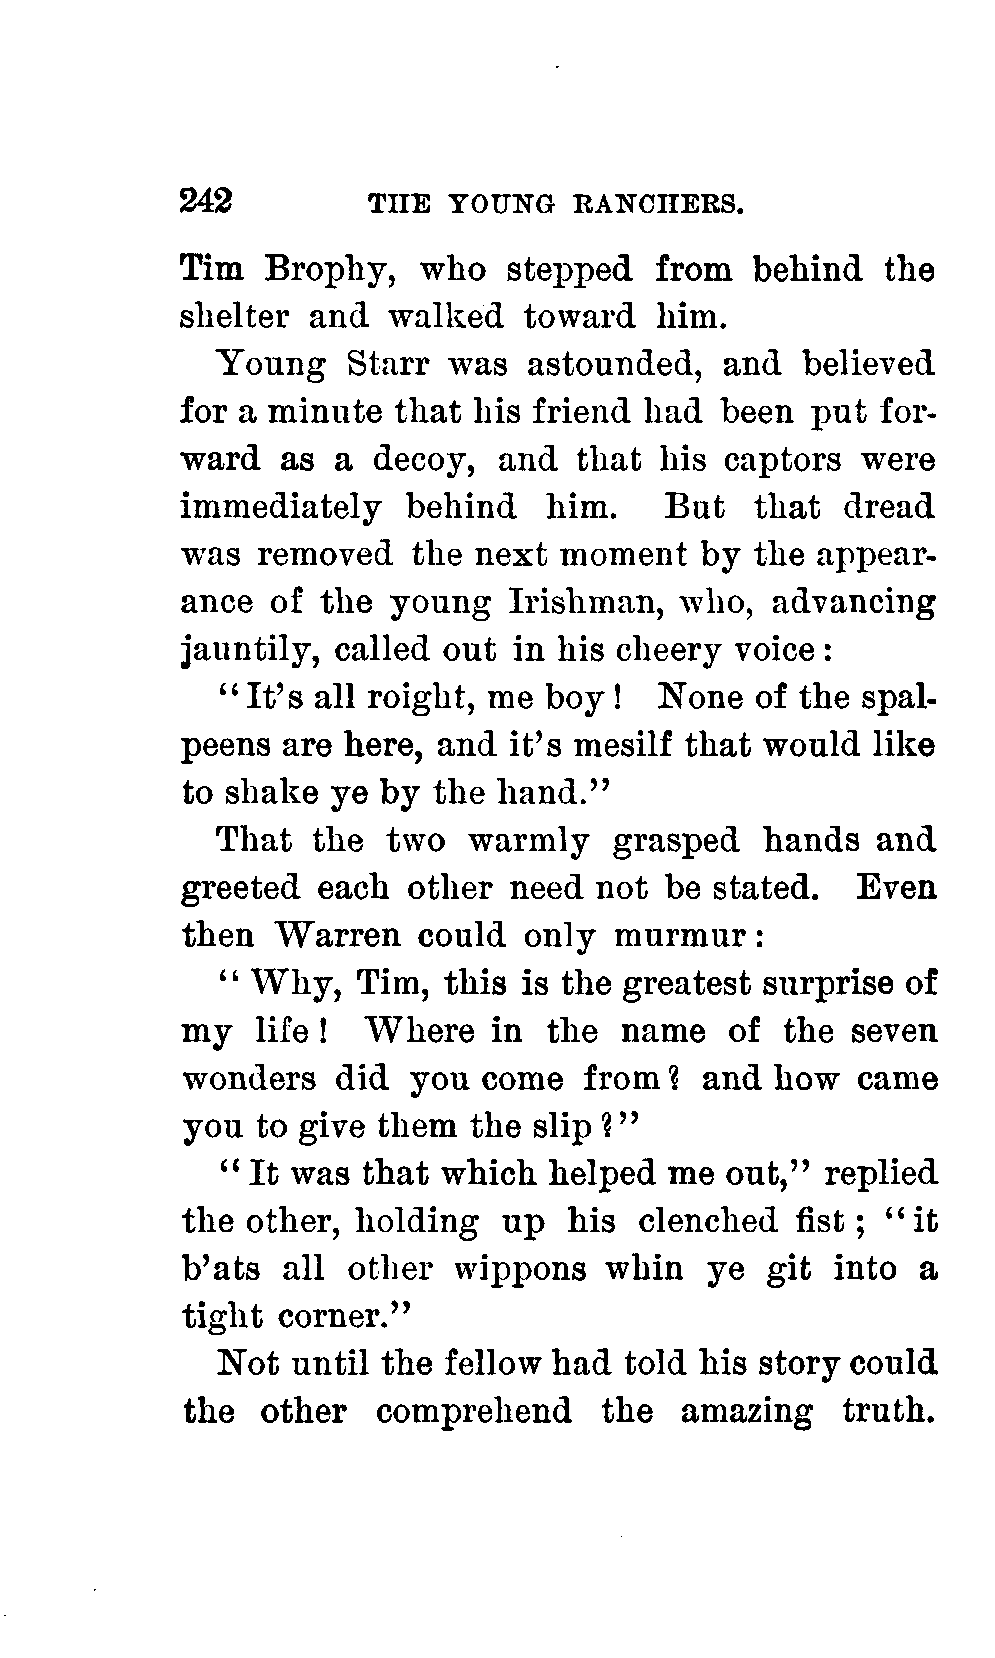 242 THE YOUNG RANCHERS.
Tim Brophy, who stepped from behind the
shelter and walked toward him.
Young Starr was astounded, and believed
for a minute that his friend had been put for-
ward as a decoy, and that his captors were
immediately behind him. But that dread
was removed the next moment by the appear-
ance of the young Irishman, who, advancing
jauntily, called out in his cheery voice:
"It's all roight, me boy! None of the spal-
peens are here, and it's mesilf that would like
to shake ye by the hand."
That the two warmly grasped hands and
greeted each other need not be stated. Even
then Warren could only murmur:
"Why, Tim, this is the greatest surprise of
my life! Where in the name of the seven
wonders did you come from? and how came
you to give them the slip?"
"It was that which helped me out," replied
the other, holding up his clenched fist; "it
b'ats all other wippons whin ye git into a
tight corner."
Not until the fellow had told his story could
the other comprehend the amazing truth.